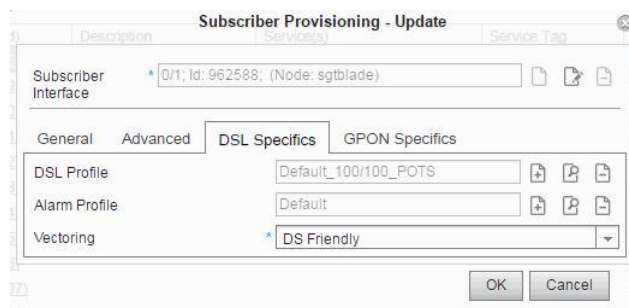 Subscriber Provisioning - Update
Description Service(s) Service Tag
Subscriber Interface * 0/1; Id: 962588; (Node: sgtblade)
General Advanced DSL Specifics GPON Specifics
DSL Profile Default_100/100_POTS
Alarm Profile Default
Vectoring * DS Friendly
OK Cancel